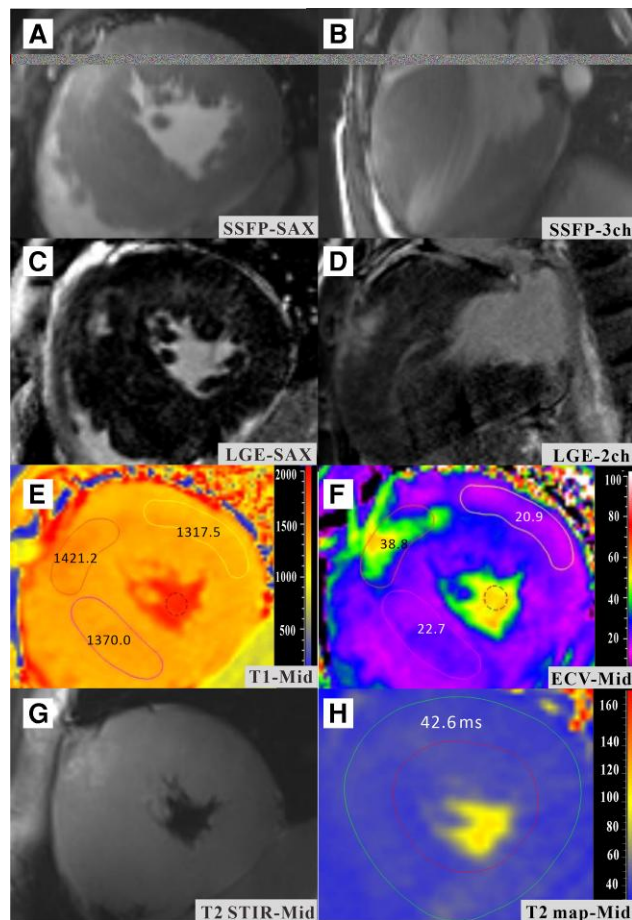 A
B
SSFP-SAX
SSFP-3ch
C
D
LGE-SAX
LGE-2ch
E
F
2000
1500
1000
500
1317.5
1421.2
1370.0
T1-Mid
100
80
60
40
20
0
20.9
38.8
22.7
ECV-Mid
G
H
T2 STIR-Mid
42.6ms
160
140
120
100
80
60
40
T2 map-Mid